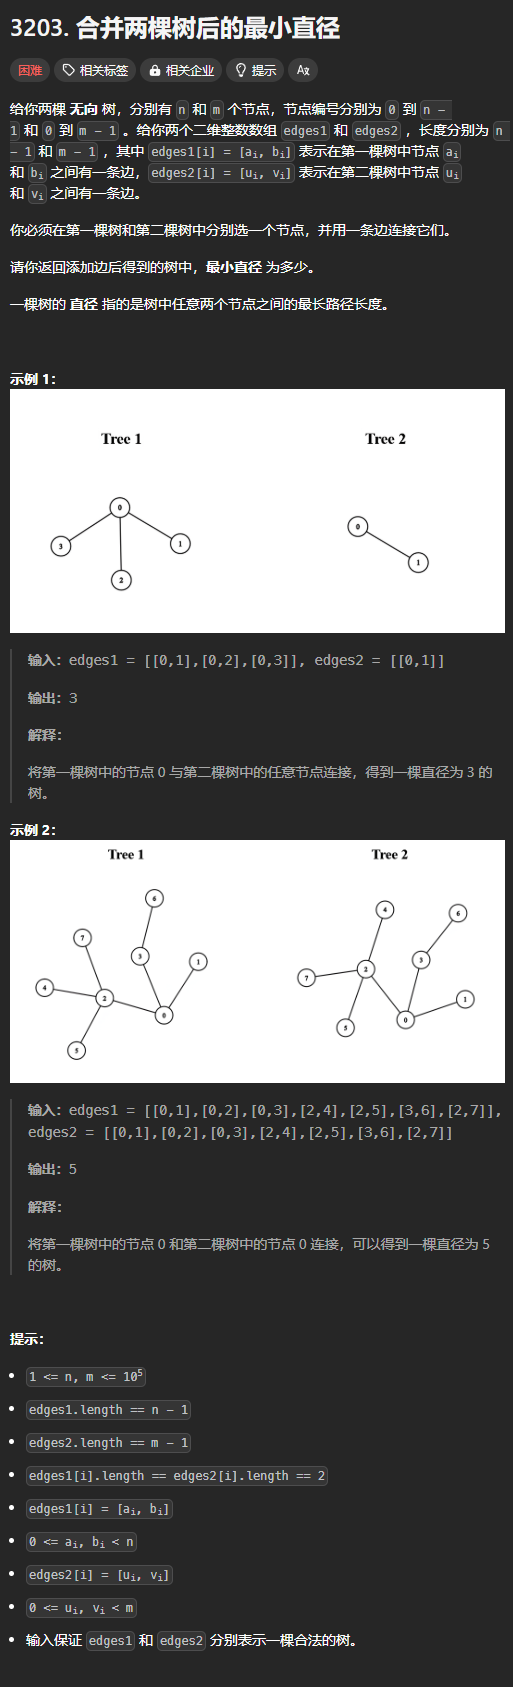 3203. 合并两棵树后的最小直径
困难 相关标签 相关企业 提示
给你两棵 无向 树，分别有 n 和 m 个节点，节点编号分别为 0 到 n -
1 和 0 到 m - 1 。给你两个二维整数数组 edges1 和 edges2 ，长度分别为 n
- 1 和 m - 1 ，其中 edges1[i] = [ai, bi] 表示在第一棵树中节点 ai
和 bi 之间有一条边，edges2[i] = [ui, vi] 表示在第二棵树中节点 ui
和 vi 之间有一条边。
你必须在第一棵树和第二棵树中分别选一个节点，并用一条边连接它们。
请你返回添加边后得到的树中，最小直径 为多少。
一棵树的 直径 指的是树中任意两个节点之间的最长路径长度。
示例 1：
Tree 1 Tree 2
0 0
3 1 1
2
输入：edges1 = [[0,1],[0,2],[0,3]], edges2 = [[0,1]]
输出：3
解释：
将第一棵树中的节点 0 与第二棵树中的任意节点连接，得到一棵直径为 3 的
树。
示例 2：
Tree 1 Tree 2
6 4 6
7 3 1 2 3
4 2 7 1
0 5 0
5
输入：edges1 = [[0,1],[0,2],[0,3],[2,4],[2,5],[3,6],[2,7]],
edges2 = [[0,1],[0,2],[0,3],[2,4],[2,5],[3,6],[2,7]]
输出：5
解释：
将第一棵树中的节点 0 和第二棵树中的节点 0 连接，可以得到一棵直径为 5
的树。
提示：
1 <= n, m <= 10^5
edges1.length == n - 1
edges2.length == m - 1
edges1[i].length == edges2[i].length == 2
edges1[i] = [ai, bi]
0 <= ai, bi < n
edges2[i] = [ui, vi]
0 <= ui, vi < m
输入保证 edges1 和 edges2 分别表示一棵合法的树。